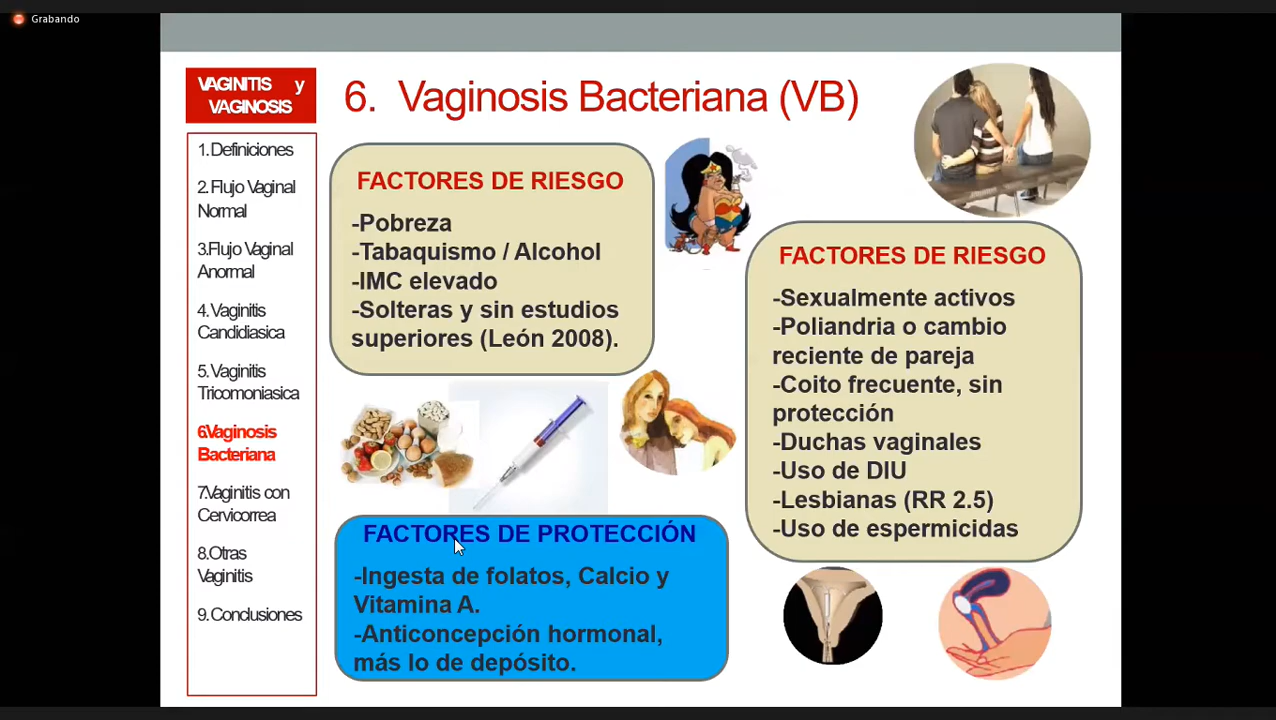 Grabando
VAGINITIS y
VAGINOSIS
1.Definiciones
2. Flujo Vaginal
Normal
3.Flujo Vaginal
Anormal
4. Vaginitis
Candidiasica
5. Vaginitis
Tricomoniasica
6.Vaginosis
Bacteriana
7.Vaginitis con
Cervicorrea
8.Otras
Vaginitis
9. Conclusiones
6. Vaginosis Bacteriana (VB)
FACTORES DE RIESGO
-Pobreza
-Tabaquismo / Alcohol
-IMC elevado
-Solteras y sin estudios
superiores (León 2008).
FACTORES DE RIESGO
-Sexualmente activos
-Poliandria o cambio
reciente de pareja
-Coito frecuente, sin
protección
-Duchas vaginales
-Uso de DIU
-Lesbianas (RR 2.5)
-Uso de espermicidas
FACTORES DE PROTECCIÓN
-Ingesta de folatos, Calcio y
Vitamina A.
-Anticoncepción hormonal,
más lo de depósito.